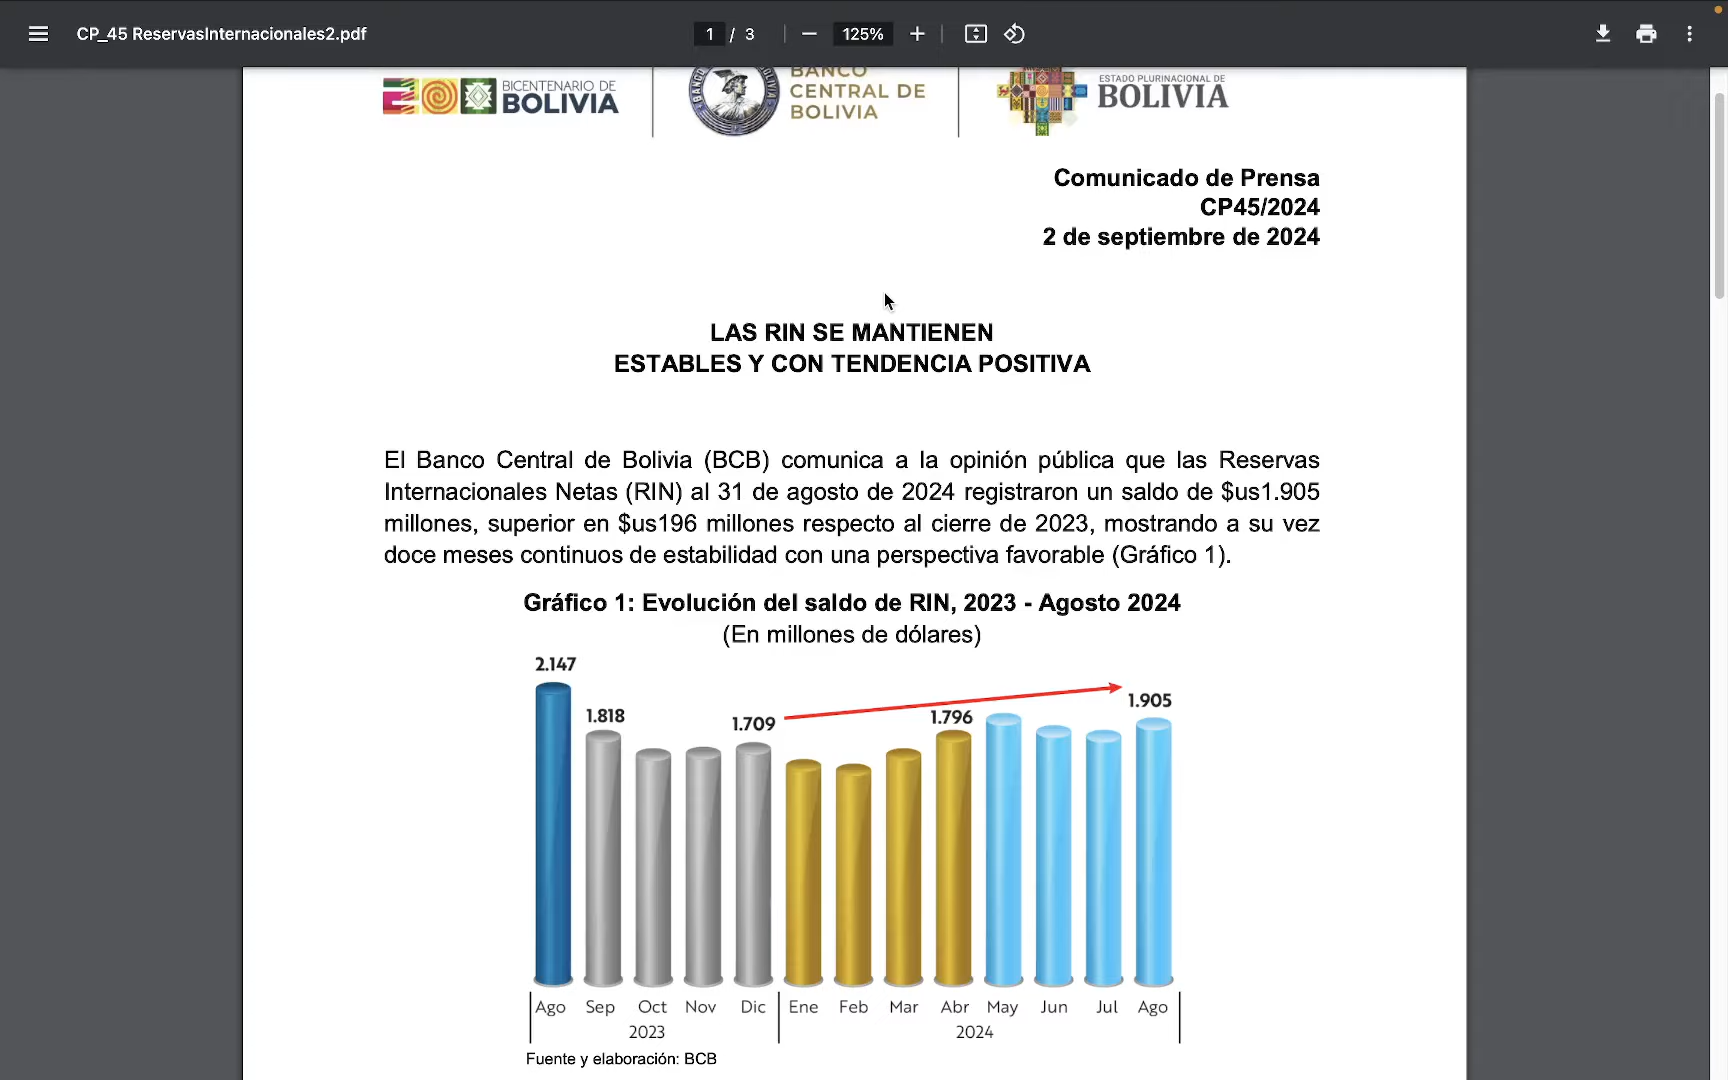 CP_45 ReservasInternacionales2.pdf
1 / 3
125%
BICENTENARIO DE
BOLIVIA
BANCO
CENTRAL DE
BOLIVIA
ESTADO PLURINACIONAL DE
BOLIVIA
Comunicado de Prensa
CP45/2024
2 de septiembre de 2024
LAS RIN SE MANTIENEN
ESTABLES Y CON TENDENCIA POSITIVA
El Banco Central de Bolivia (BCB) comunica a la opinión pública que las Reservas
Internacionales Netas (RIN) al 31 de agosto de 2024 registraron un saldo de $us1.905
millones, superior en $us196 millones respecto al cierre de 2023, mostrando a su vez
doce meses continuos de estabilidad con una perspectiva favorable (Gráfico 1).
Gráfico 1: Evolución del saldo de RIN, 2023 - Agosto 2024
(En millones de dólares)
2.147
1.818
1.709
1.796
1.905
Ago Sep Oct Nov Dic Ene Feb Mar Abr May Jun Jul Ago
2023 2024
Fuente y elaboración: BCB